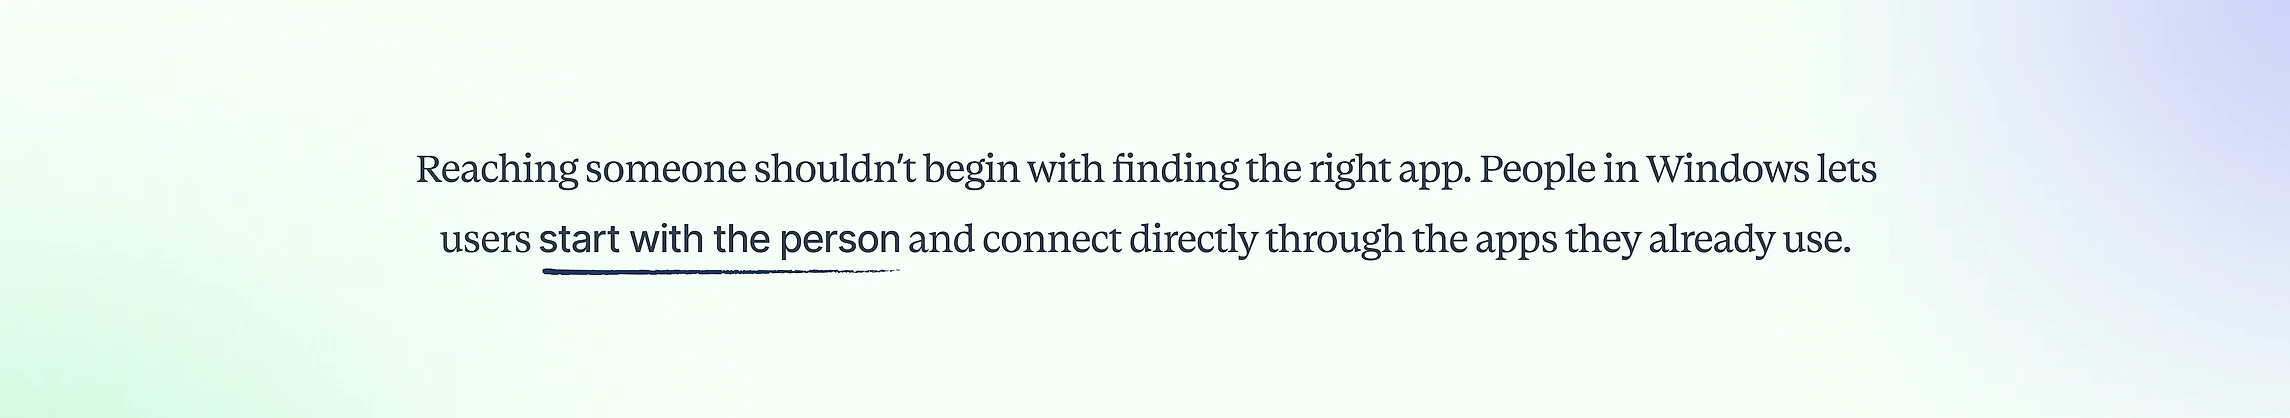 Reaching someone shouldn't begin with finding the right app. People in Windows lets
users start with the person and connect directly through the apps they already use.